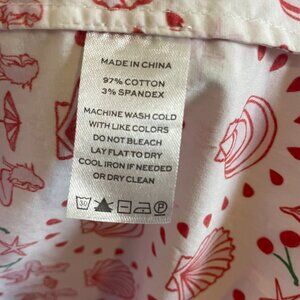 MADE IN CHINA
97% COTTON
3% SPANDEX
MACHINE WASH COLD
WITH LIKE COLORS
DO NOT BLEACH
LAY FLAT TO DRY
COOL IRON IF NEEDED
OR DRY CLEAN
30